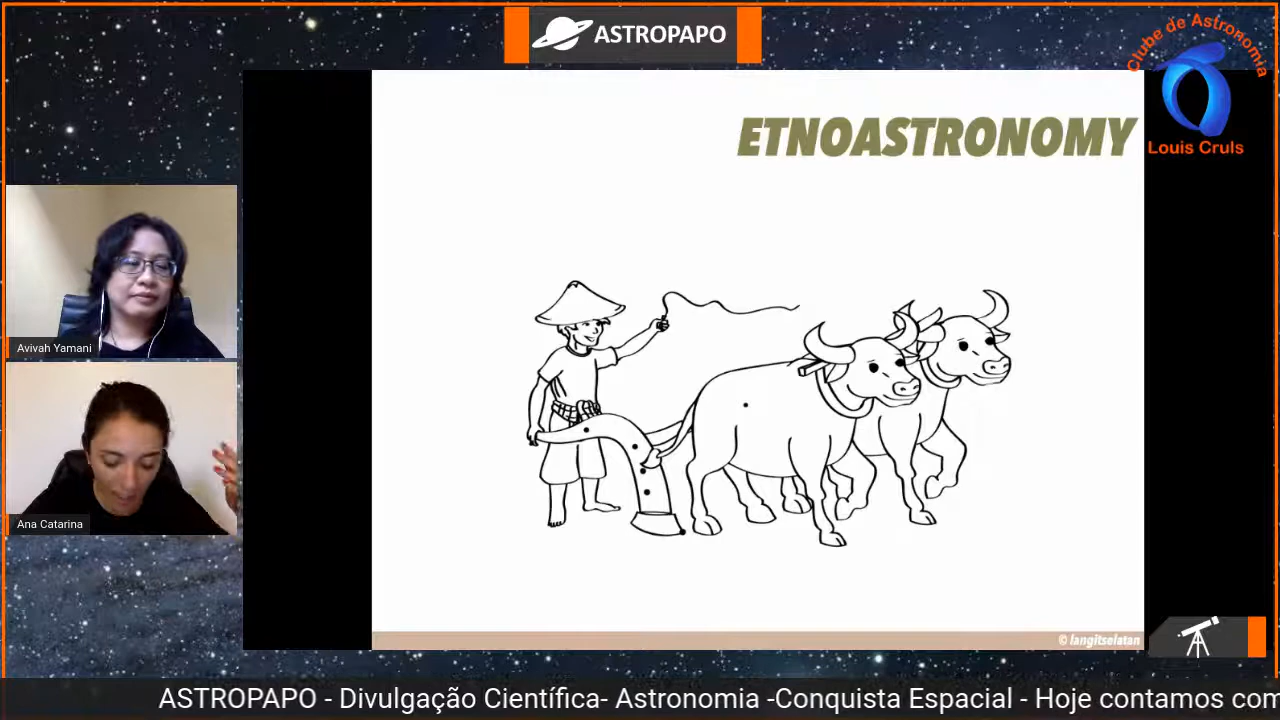 ASTROPAPO
Clube de Astronomia
Louis Cruls
ETNOASTRONOMY
Avivah Yamani
Ana Catarina
© langitselatan
ASTROPAPO - Divulgação Científica- Astronomia -Conquista Espacial - Hoje contamos com